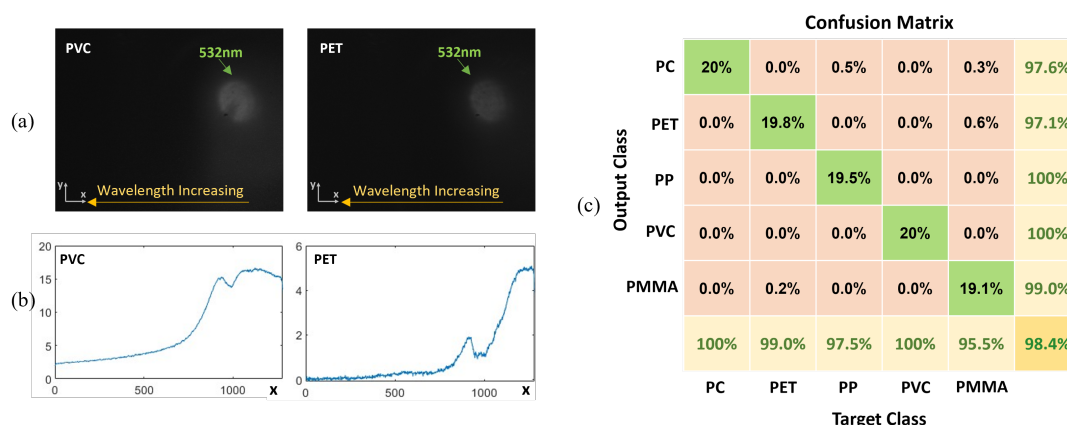 (a)
PVC
532nm
y
x
Wavelength Increasing
PET
532nm
y
x
Wavelength Increasing
(b)
PVC
20
15
10
5
0
0
500
1000
X
PET
6
4
2
0
0
500
1000
X
(c)
Confusion Matrix
Output Class
PC 20% 0.0% 0.5% 0.0% 0.3% 97.6%
PET 0.0% 19.8% 0.0% 0.0% 0.6% 97.1%
PP 0.0% 0.0% 19.5% 0.0% 0.0% 100%
PVC 0.0% 0.0% 0.0% 20% 0.0% 100%
PMMA 0.0% 0.2% 0.0% 0.0% 19.1% 99.0%
100% 99.0% 97.5% 100% 95.5% 98.4%
PC PET PP PVC PMMA
Target Class